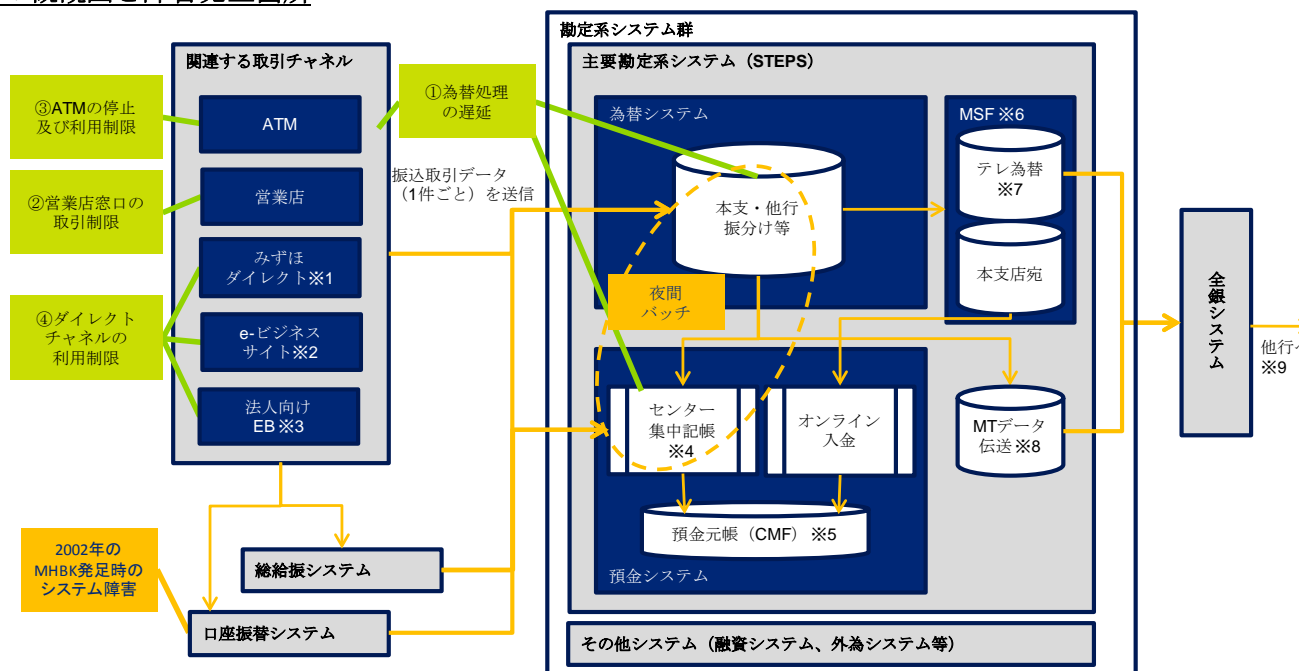 関連する取引チャネル
③ATMの停止
及び利用制限
ATM
①為替処理
の遅延
振込取引データ
(1件ごと)を送信
②営業店窓口の
取引制限
営業店
みずほ
ダイレクト※1
④ダイレクト
チャネルの
利用制限
e-ビジネス
サイト※2
法人向け
EB※3
2002年の
MHBK発足時の
システム障害
総給振システム
口座振替システム
勘定系システム群
主要勘定系システム(STEPS)
為替システム
本支・他行
振分け等
夜間
バッチ
MSF※6
テレ為替
※7
本支店宛
センター
集中記帳
※4
オンライン
入金
MTデータ
伝送※8
預金元帳(CMF)※5
預金システム
その他システム(融資システム、外為システム等)
全銀システム
他行
※9